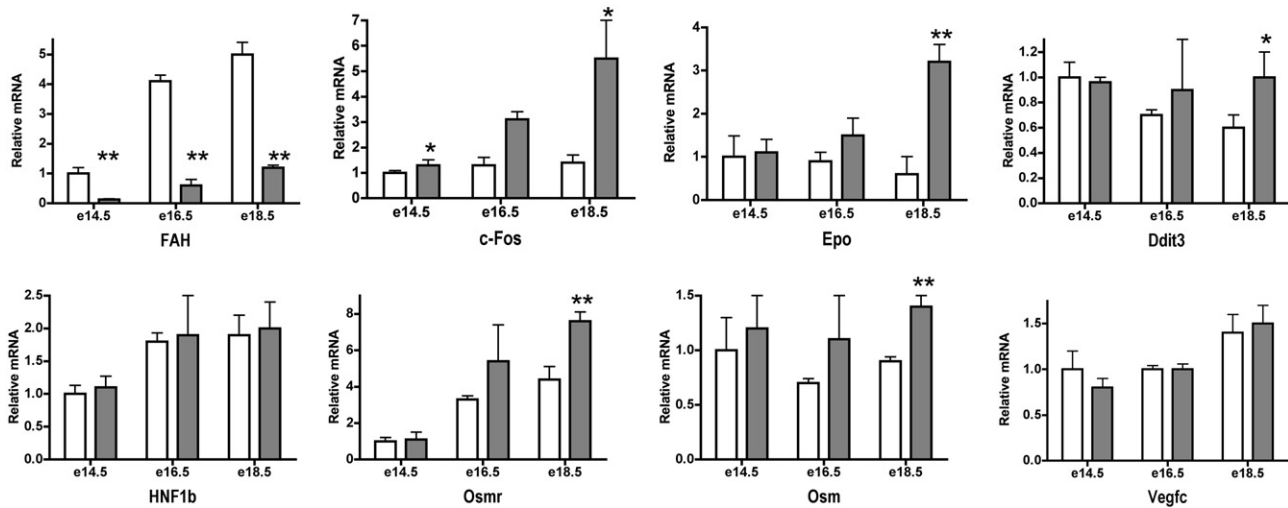 Relative mRNA
5
4
3
2
1
0
**
**
**
e14.5
e16.5
e18.5
FAH
Relative mRNA
7
6
5
4
3
2
1
0
*
*
e14.5
e16.5
e18.5
c-Fos
Relative mRNA
4
3
2
1
0
**
e14.5
e16.5
e18.5
Epo
Relative mRNA
1.2
1.0
0.8
0.6
0.4
0.2
0.0
*
e14.5
e16.5
e18.5
Ddit3
Relative mRNA
2.5
2.0
1.5
1.0
0.5
0.0
e14.5
e16.5
e18.5
HNF1b
Relative mRNA
8
6
4
2
0
**
e14.5
e16.5
e18.5
Osmr
Relative mRNA
1.5
1.0
0.5
0.0
**
e14.5
e16.5
e18.5
Osm
Relative mRNA
1.5
1.0
0.5
0.0
e14.5
e16.5
e18.5
Vegfc